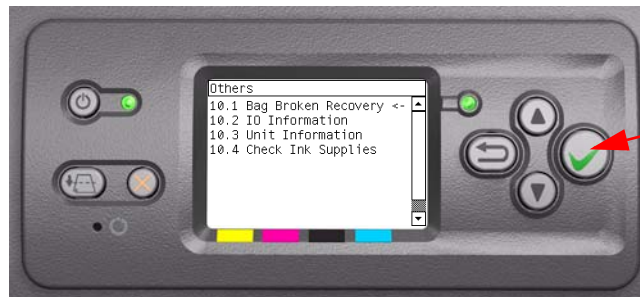 Others
10.1 Bag Broken Recovery <-
10.2 IO Information
10.3 Unit Information
10.4 Check Ink Supplies